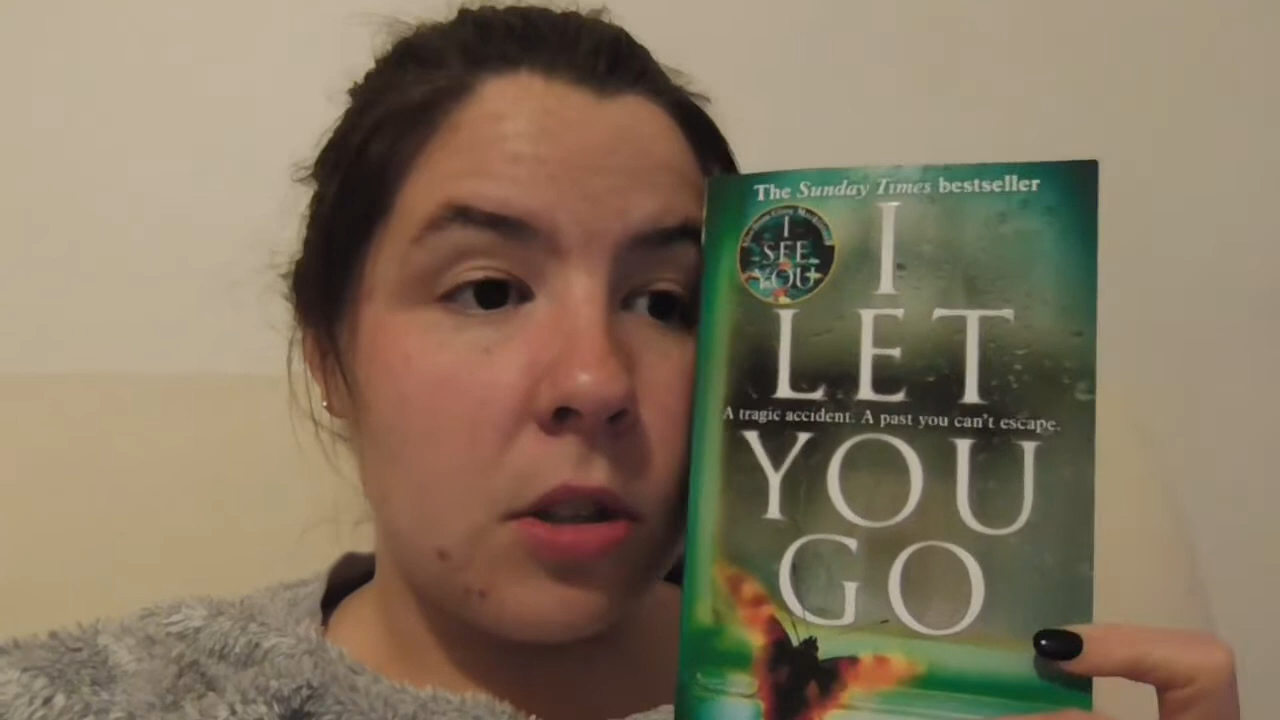 The Sunday Times bestseller
I
SEE
YOU
I
LET
A tragic accident. A past you can't escape.
YOU
GO